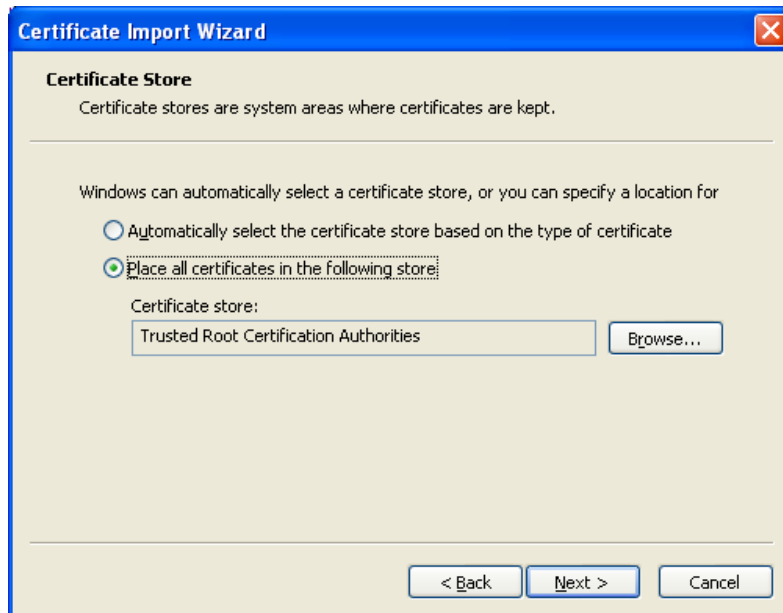 Certificate Import Wizard
Certificate Store
Certificate stores are system areas where certificates are kept.
Windows can automatically select a certificate store, or you can specify a location for
Automatically select the certificate store based on the type of certificate
Place all certificates in the following store
Certificate store:
Trusted Root Certification Authorities
Browse...
< Back
Next >
Cancel